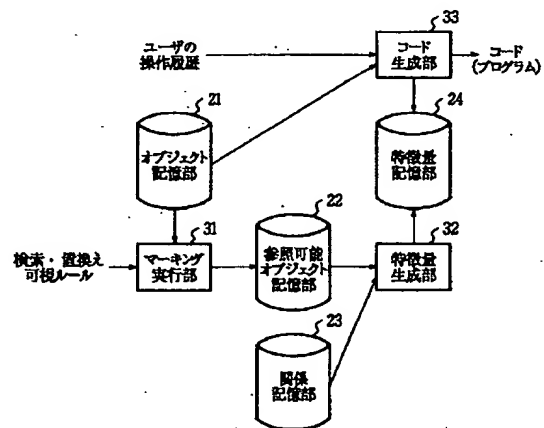 33
ユーザの
操作履歴
コード
生成部
コード
(プログラム)
21
24
オブジェクト
記憶部
特徴量
記憶部
31
22
32
検索・置換え
可視ルール
マーキング
実行部
参照可能
オブジェクト
記憶部
特徴量
生成部
23
関係
記憶部